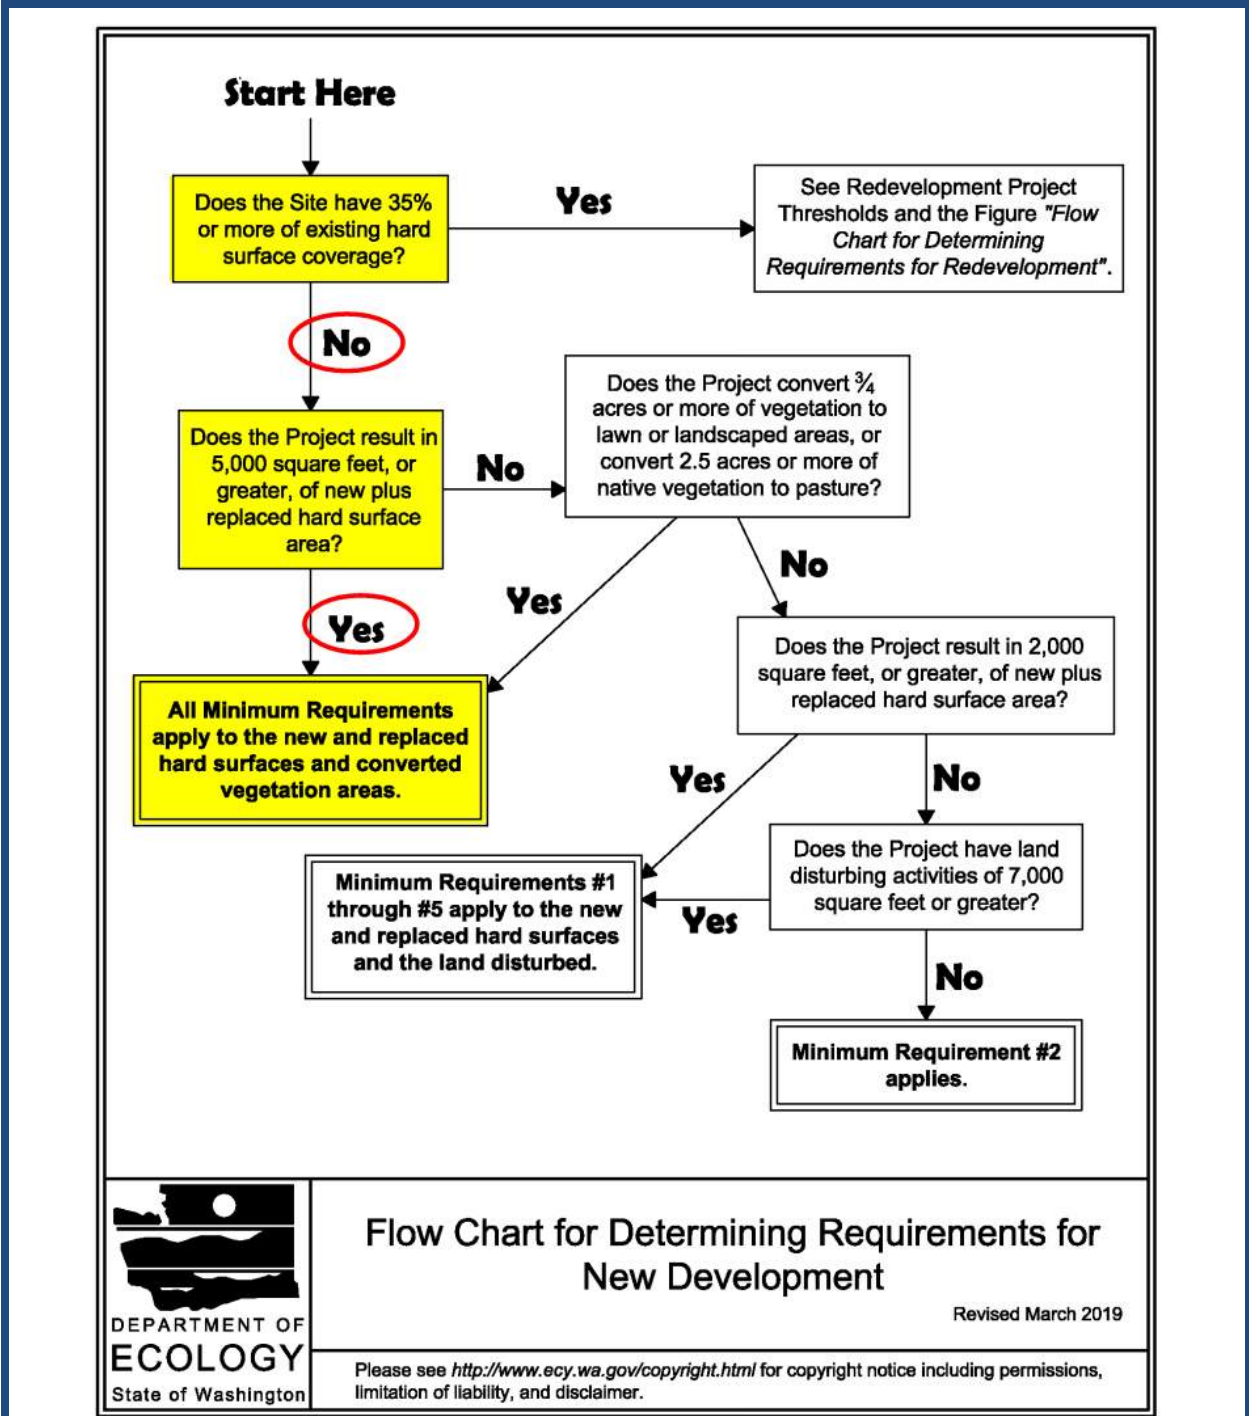 Start Here
Does the Site have 35%
or more of existing hard
surface coverage?
Yes
See Redevelopment Project
Thresholds and the Figure "Flow
Chart for Determining
Requirements for Redevelopment".
No
Does the Project result in
5,000 square feet, or
greater, of new plus
replaced hard surface
area?
No
Does the Project convert ¾
acres or more of vegetation to
lawn or landscaped areas, or
convert 2.5 acres or more of
native vegetation to pasture?
Yes
Yes
No
All Minimum Requirements
apply to the new and replaced
hard surfaces and converted
vegetation areas.
Does the Project result in 2,000
square feet, or greater, of new plus
replaced hard surface area?
Yes
No
Minimum Requirements #1
through #5 apply to the new
and replaced hard surfaces
and the land disturbed.
Does the Project have land
disturbing activities of 7,000
square feet or greater?
Yes
No
Minimum Requirement #2
applies.
DEPARTMENT OF
ECOLOGY
State of Washington
Flow Chart for Determining Requirements for
New Development
Revised March 2019
Please see http://www.ecy.wa.gov/copyright.html for copyright notice including permissions,
limitation of liability, and disclaimer.